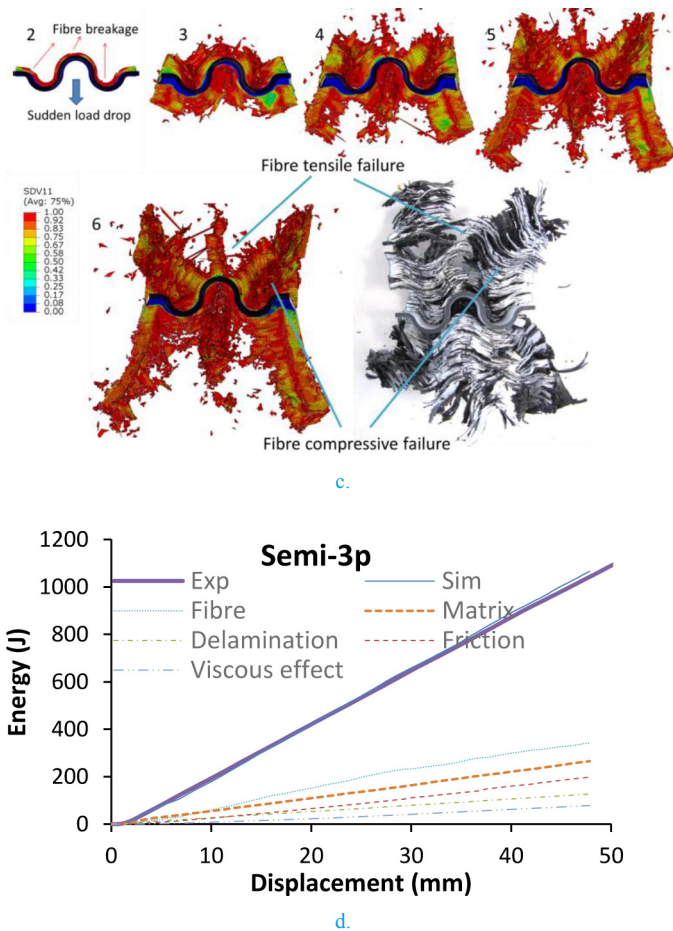 2
Fibre breakage
3
4
5
Sudden load drop
Fibre tensile failure
SDV11
(Avg: 75%)
1.00
0.92
0.83
0.75
0.67
0.58
0.50
0.42
0.33
0.25
0.17
0.08
0.00
6
Fibre compressive failure
c.
Semi-3p
Exp
Sim
Fibre
Matrix
Delamination
Friction
Viscous effect
Energy (J)
1200
1000
800
600
400
200
0
0 10 20 30 40 50
Displacement (mm)
d.